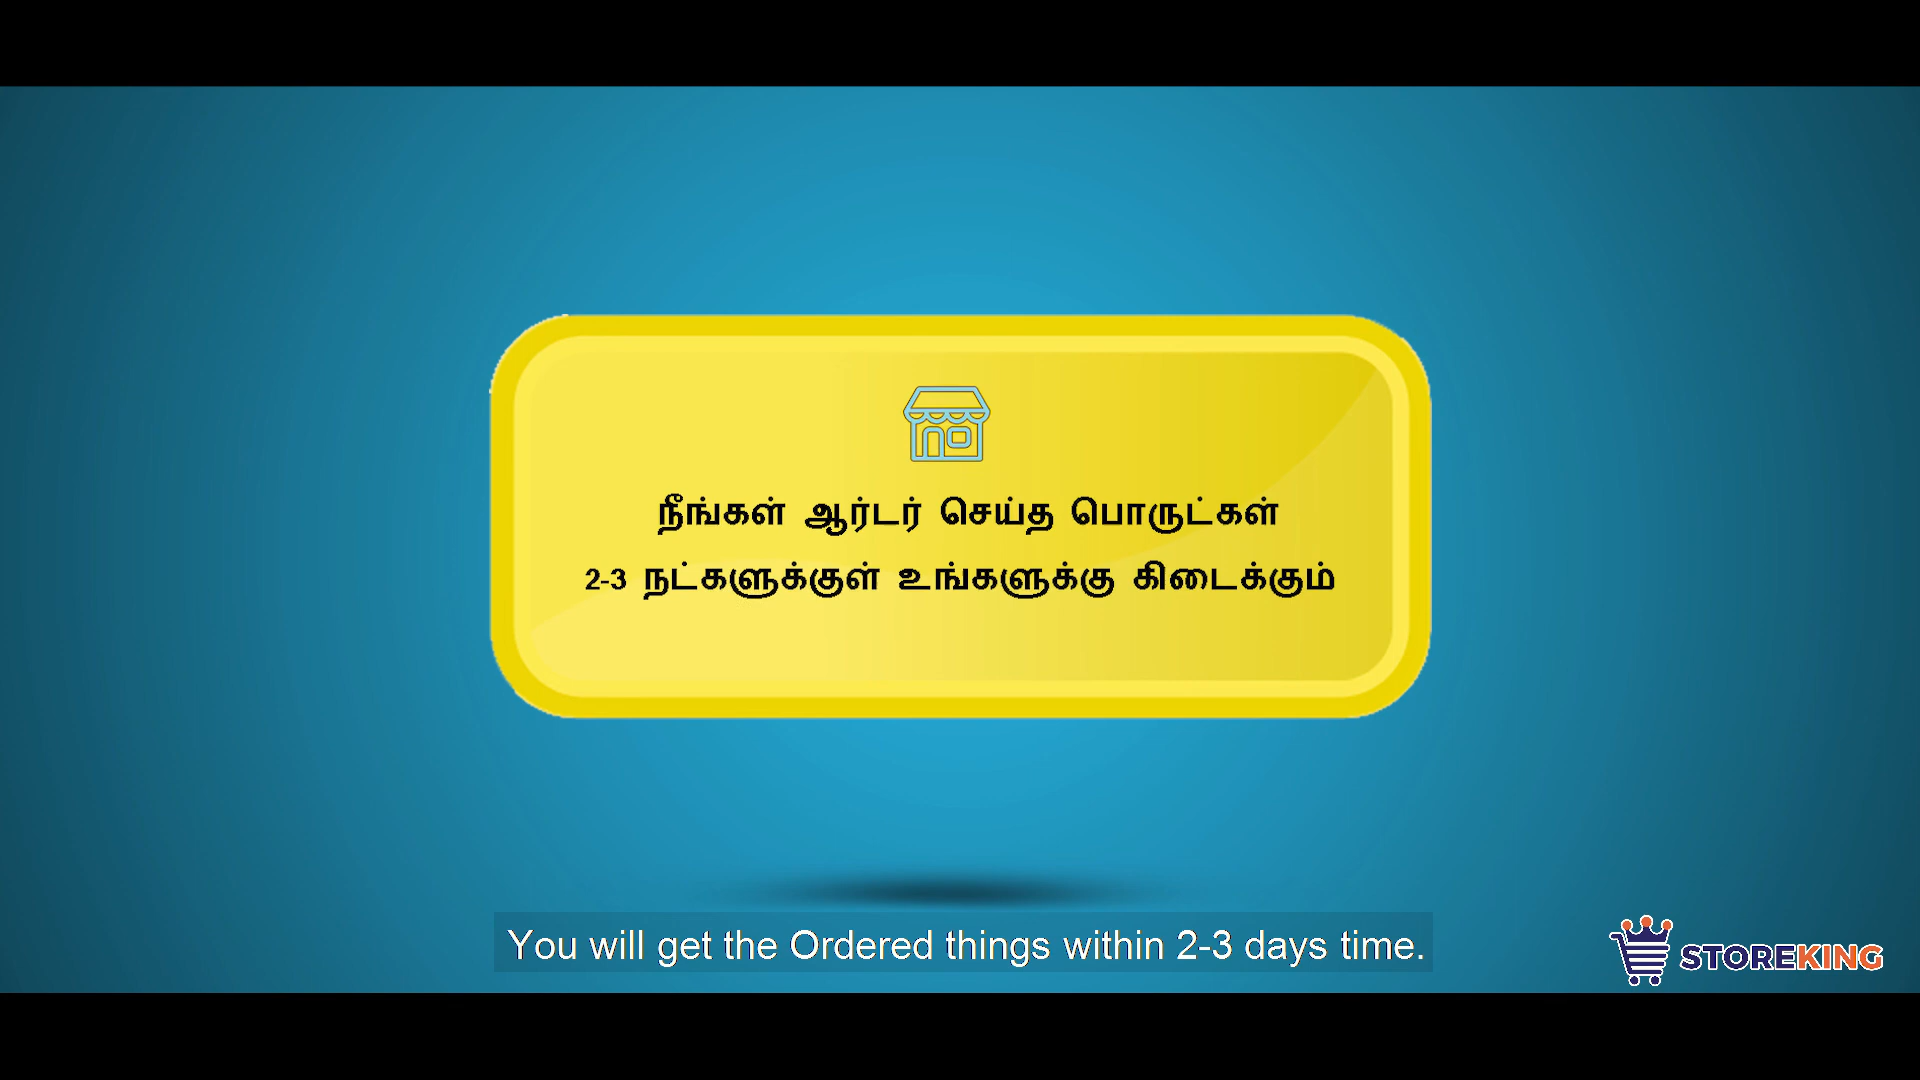 நீங்கள் ஆர்டர் செய்த பொருட்கள்
2-3 நட்களுக்குள் உங்களுக்கு கிடைக்கும்
You will get the Ordered things within 2-3 days time.
STOREKING